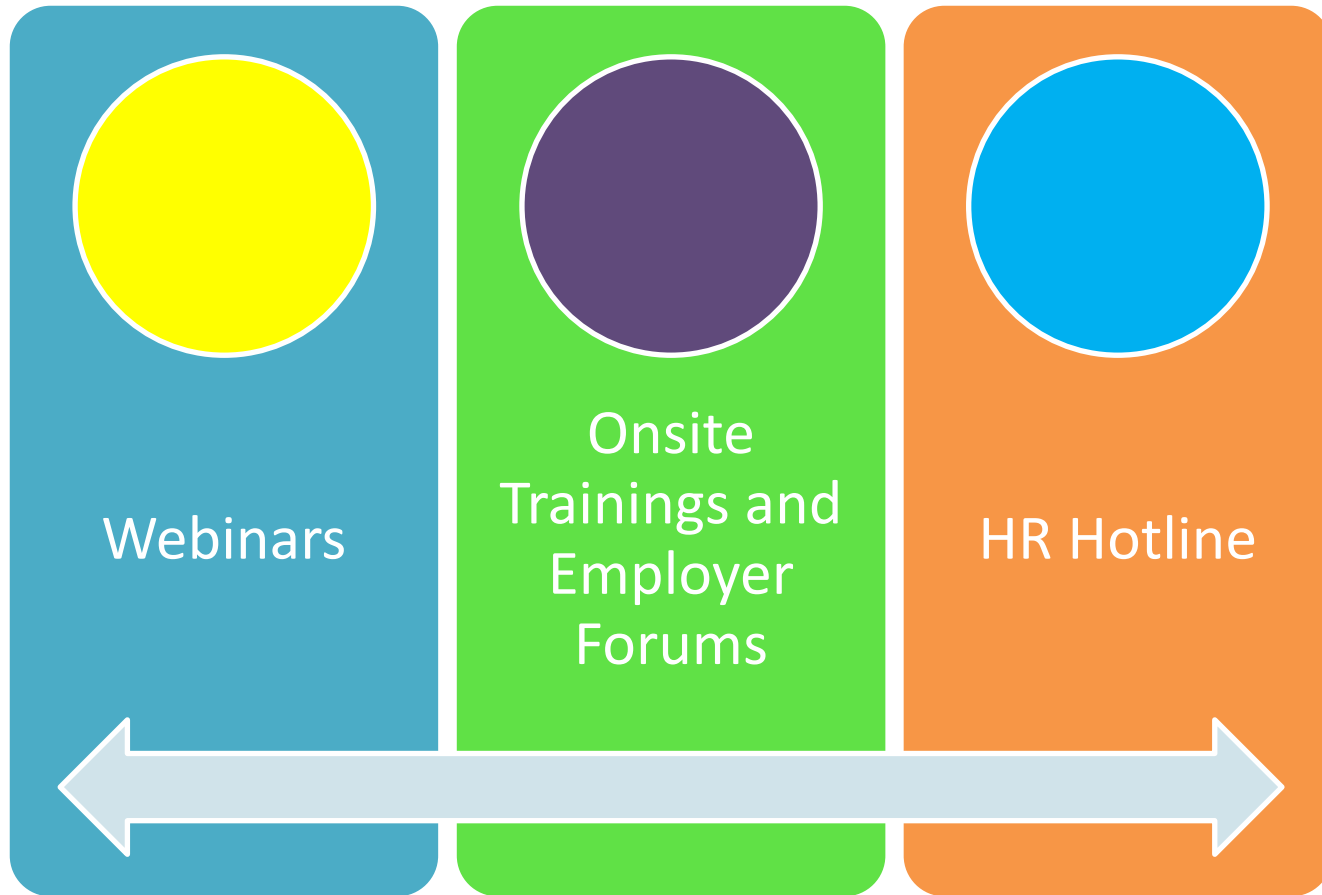 Webinars
Onsite
Trainings and
Employer
Forums
HR Hotline